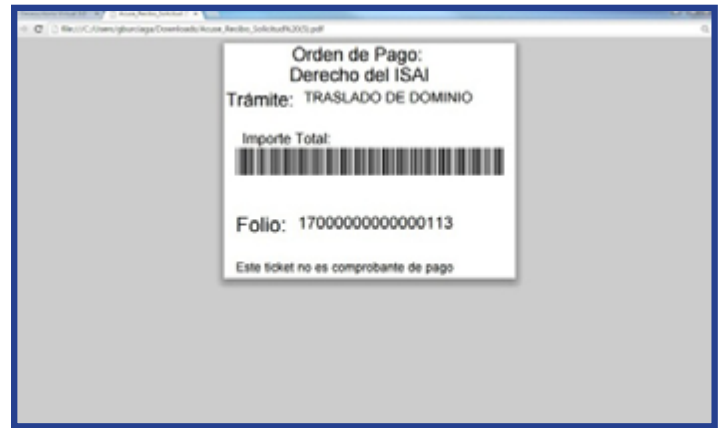 Orden de Pago:
Derecho del ISAI
Trámite: TRASLADO DE DOMINIO
Importe Total:
Folio: 17000000000000113
Este ticket no es comprobante de pago